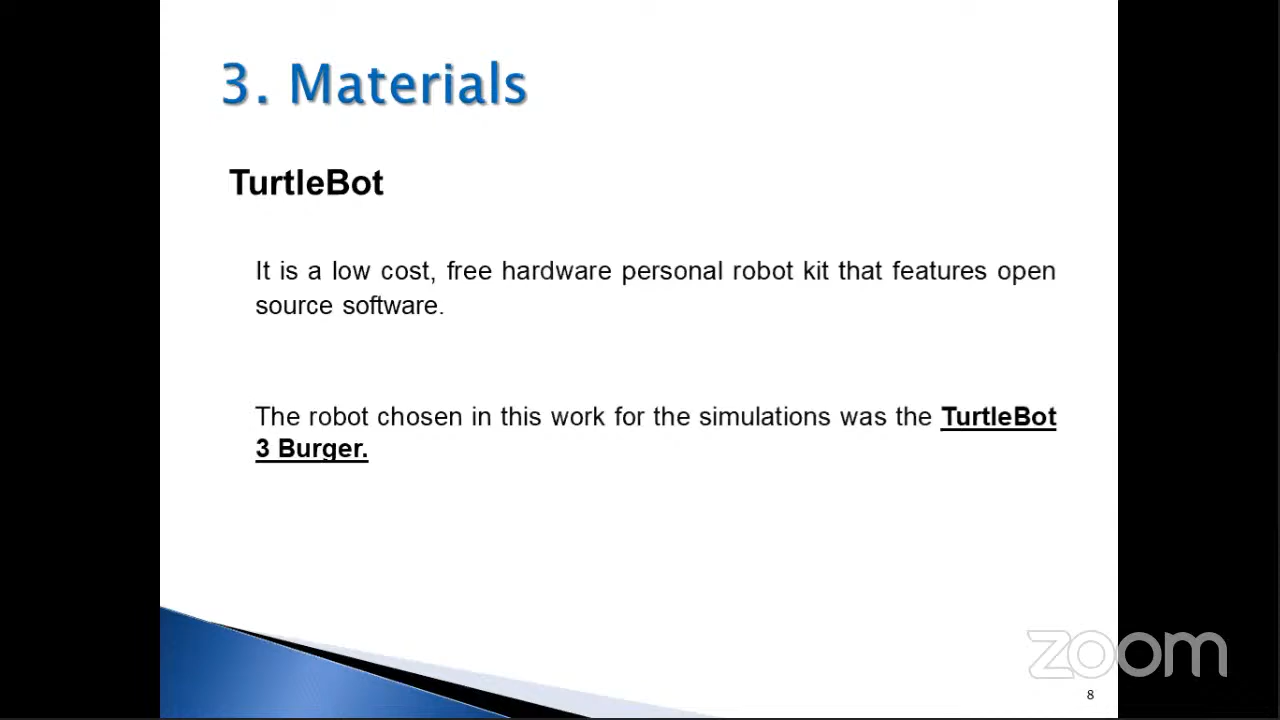 3. Materials
TurtleBot
It is a low cost, free hardware personal robot kit that features open
source software.
The robot chosen in this work for the simulations was the TurtleBot
3 Burger.
zoom
8